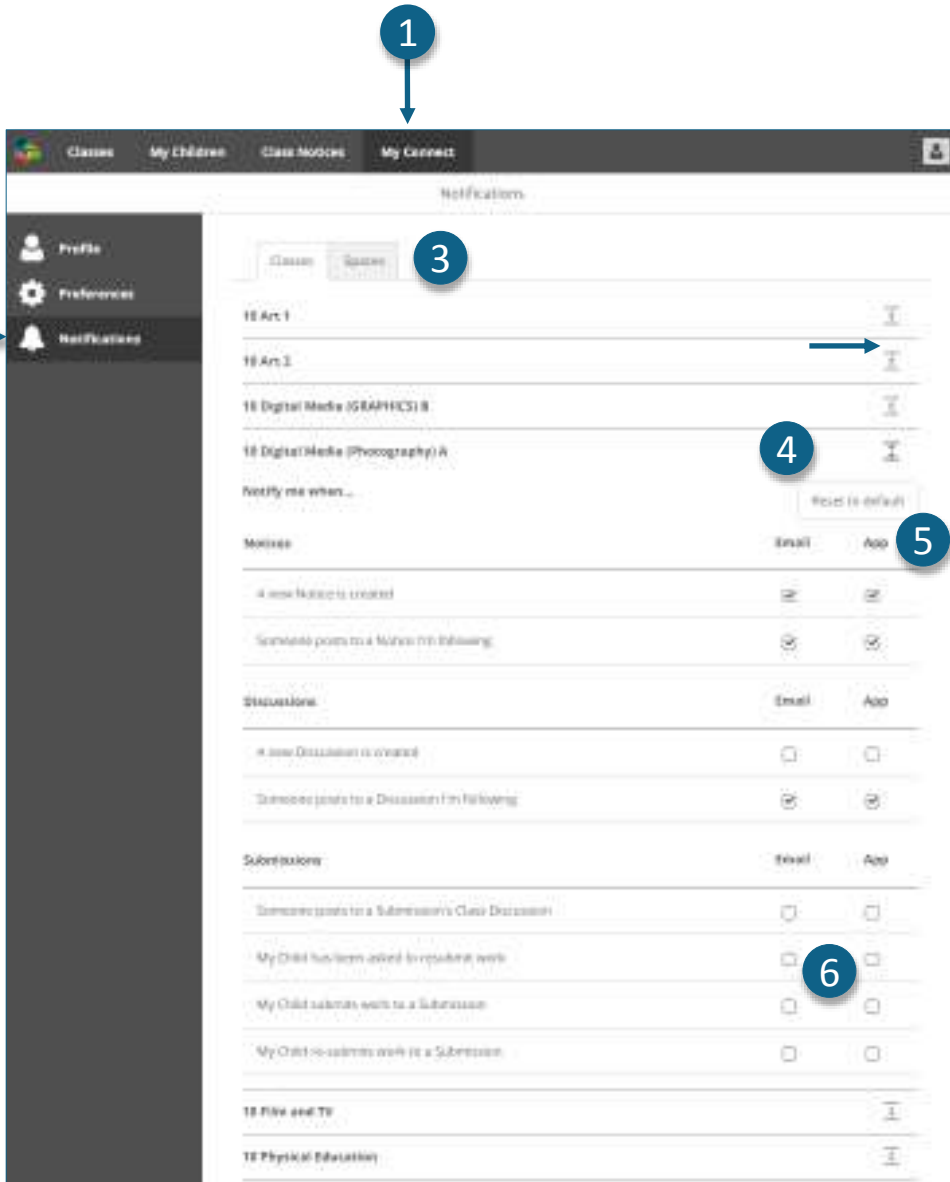 1
Classes My Children Class Notices My Connect
Notifications
Profile
Preferences
Notifications
Classes Spaces 3
10 Art 1
10 Art 2
10 Digital Media (GRAPHICS) B
10 Digital Media (Photography) A
4
Notify me when...
Reset to default
Notices Email App 5
A new Notice is created
Someone posts to a Notice I'm following
Discussions Email App
A new Discussion is created
Someone posts to a Discussion I'm following
Submissions Email App
Someone posts to a Submission's Class Discussion
My Child has been asked to resubmit work
6
My Child submits work to a Submission
My Child re-submits work to a Submission
10 Film and TV
10 Physical Education